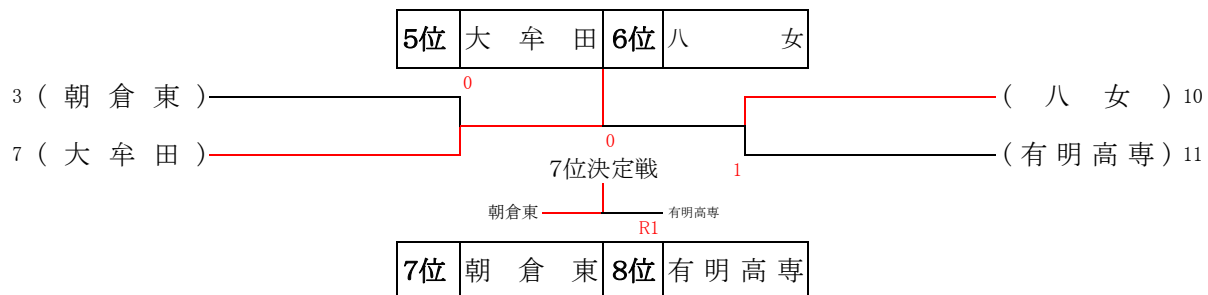 5位 大牟田 6位 八女
0
3 (朝倉東) (八女) 10
0
7 (大牟田) (有明高専) 11
7位決定戦 1
朝倉東 有明高専
R1
7位 朝倉東 8位 有明高専